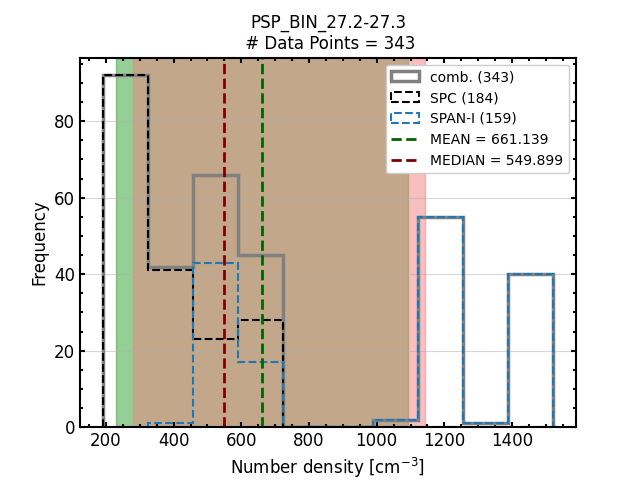 PSP_BIN_27.2-27.3
# Data Points = 343
comb. (343)
SPC (184)
SPAN-I (159)
MEAN = 661.139
MEDIAN = 549.899
Frequency
80
60
40
20
0
200 400 600 800 1000 1200 1400
Number density [cm⁻³]